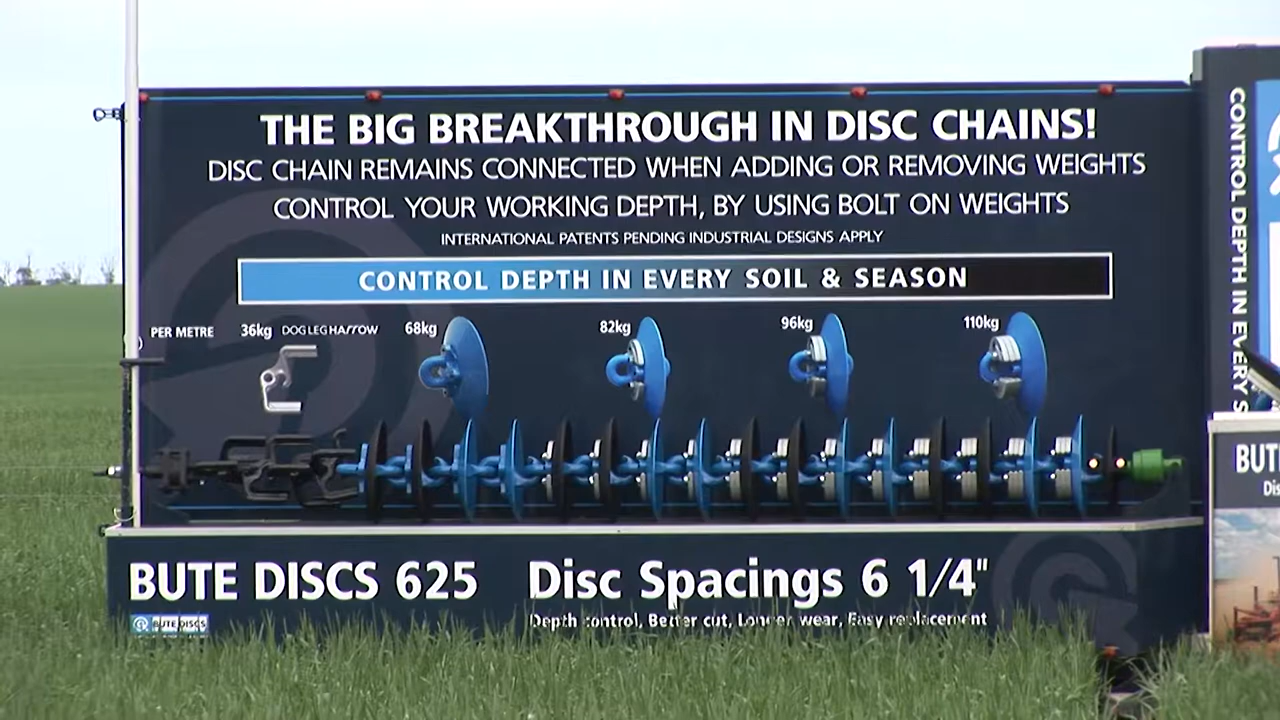 THE BIG BREAKTHROUGH IN DISC CHAINS!
DISC CHAIN REMAINS CONNECTED WHEN ADDING OR REMOVING WEIGHTS
CONTROL YOUR WORKING DEPTH, BY USING BOLT ON WEIGHTS
INTERNATIONAL PATENTS PENDING INDUSTRIAL DESIGNS APPLY
CONTROL DEPTH IN EVERY SOIL & SEASON
PER METRE 36kg DOG LEG HARROW 68kg 82kg 96kg 110kg
BUTE DISCS 625 Disc Spacings 6 1/4"
BUTE DISCS
Depth control, Better cut, Longer wear, Easy replacement
CONTROL DEPTH IN EVERY S
BUTE
Dis